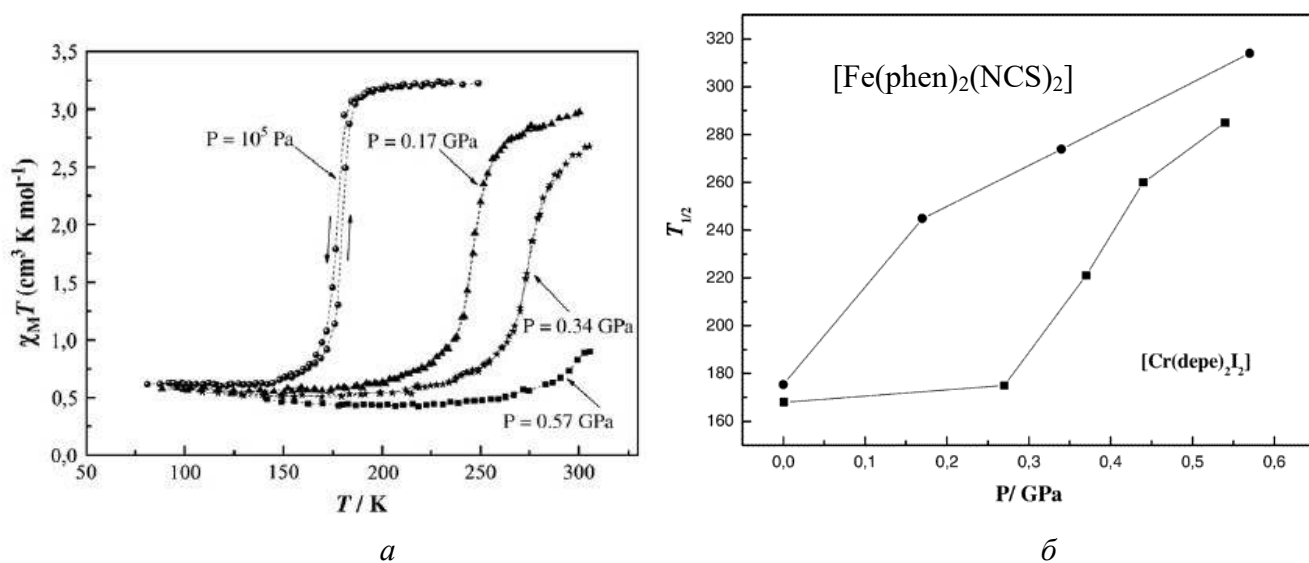 3,5
3,0
2,5
2,0
1,5
1,0
0,5
0,0
χMT (cm³ K mol⁻¹)
P = 10⁵ Pa
P = 0.17 GPa
P = 0.34 GPa
P = 0.57 GPa
50 100 150 200 250 300
T / K
а
320
300
280
260
240
220
200
180
160
T1/2
[Fe(phen)₂(NCS)₂]
[Cr(depe)₂I₂]
0,0 0,1 0,2 0,3 0,4 0,5 0,6
P/ GPa
б